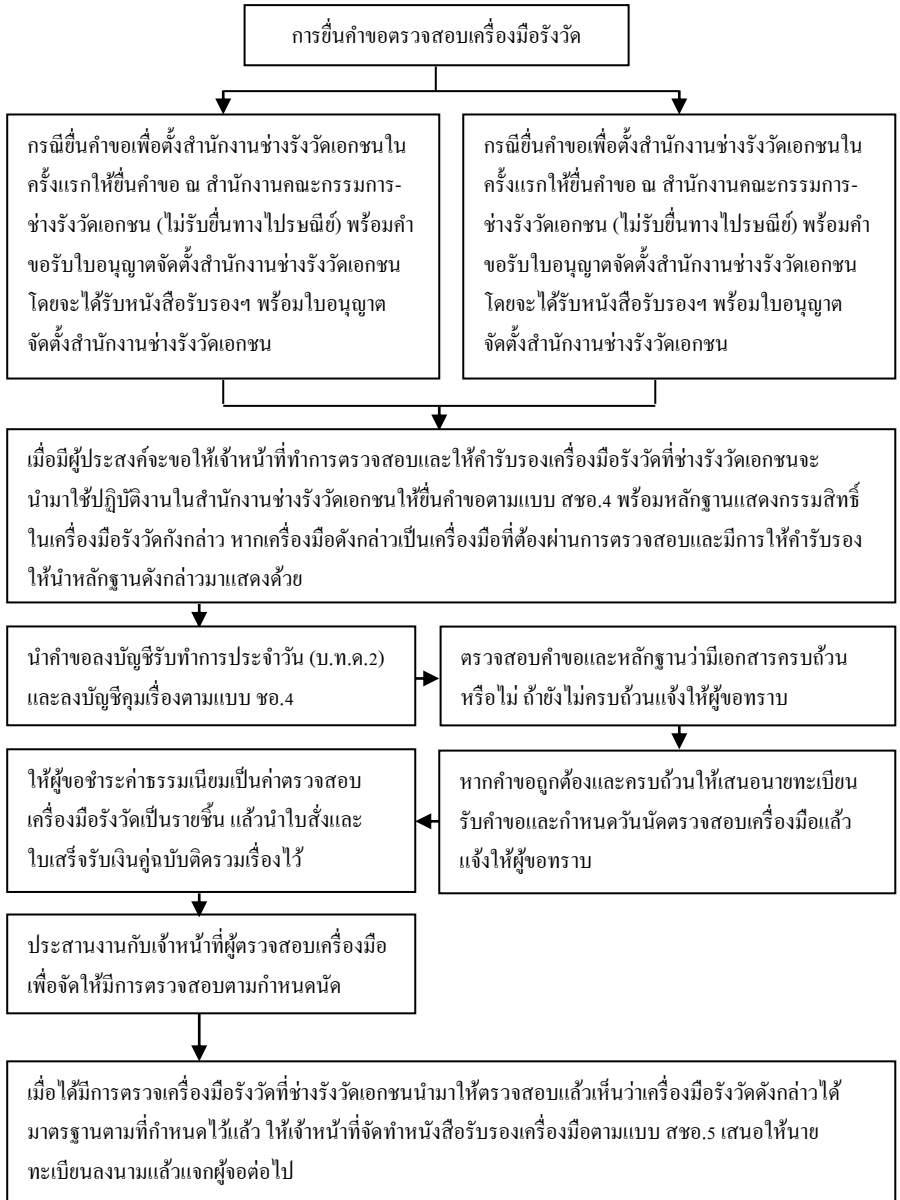 การยื่นคำขอตรวจสอบเครื่องมือรังวัด
กรณียื่นคำขอเพื่อตั้งสำนักงานช่างรังวัดเอกชนใน
ครั้งแรกให้ยื่นคำขอ ณ สำนักงานคณะกรรมการ-
ช่างรังวัดเอกชน (ไม่รับยื่นทางไปรษณีย์) พร้อมคำ
ขอรับใบอนุญาตจัดตั้งสำนักงานช่างรังวัดเอกชน
โดยจะได้รับหนังสือรับรองฯ พร้อมใบอนุญาต
จัดตั้งสำนักงานช่างรังวัดเอกชน
กรณียื่นคำขอเพื่อตั้งสำนักงานช่างรังวัดเอกชนใน
ครั้งแรกให้ยื่นคำขอ ณ สำนักงานคณะกรรมการ-
ช่างรังวัดเอกชน (ไม่รับยื่นทางไปรษณีย์) พร้อมคำ
ขอรับใบอนุญาตจัดตั้งสำนักงานช่างรังวัดเอกชน
โดยจะได้รับหนังสือรับรองฯ พร้อมใบอนุญาต
จัดตั้งสำนักงานช่างรังวัดเอกชน
เมื่อมีผู้ประสงค์จะขอให้เจ้าหน้าที่ทำการตรวจสอบและให้คำรับรองเครื่องมือรังวัดที่ช่างรังวัดเอกชนจะ
นำมาใช้ปฏิบัติงานในสำนักงานช่างรังวัดเอกชนให้ยื่นคำขอตามแบบ สชอ.4 พร้อมหลักฐานแสดงกรรมสิทธิ์
ในเครื่องมือรังวัดกังกล่าว หากเครื่องมือดังกล่าวเป็นเครื่องมือที่ต้องผ่านการตรวจสอบและมีการให้คำรับรอง
ให้นำหลักฐานดังกล่าวมาแสดงด้วย
นำคำขอลงบัญชีรับทำการประจำวัน (บ.ท.ด.2)
และลงบัญชีคุมเรื่องตามแบบ ชอ.4
ตรวจสอบคำขอและหลักฐานว่ามีเอกสารครบถ้วน
หรือไม่ ถ้ายังไม่ครบถ้วนแจ้งให้ผู้ขอทราบ
หากคำขอถูกต้องและครบถ้วนให้เสนอนายทะเบียน
รับคำขอและกำหนดวันนัดตรวจสอบเครื่องมือแล้ว
แจ้งให้ผู้ขอทราบ
ให้ผู้ขอชำระค่าธรรมเนียมเป็นค่าตรวจสอบ
เครื่องมือรังวัดเป็นรายชิ้น แล้วนำใบสั่งและ
ใบเสร็จรับเงินคู่ฉบับติดรวมเรื่องไว้
ประสานงานกับเจ้าหน้าที่ผู้ตรวจสอบเครื่องมือ
เพื่อจัดให้มีการตรวจสอบตามกำหนดนัด
เมื่อได้มีการตรวจเครื่องมือรังวัดที่ช่างรังวัดเอกชนนำมาให้ตรวจสอบแล้วเห็นว่าเครื่องมือรังวัดดังกล่าวได้
มาตรฐานตามที่กำหนดไว้แล้ว ให้เจ้าหน้าที่จัดทำหนังสือรับรองเครื่องมือตามแบบ สชอ.5 เสนอให้นาย
ทะเบียนลงนามแล้วแจกผู้จอต่อไป